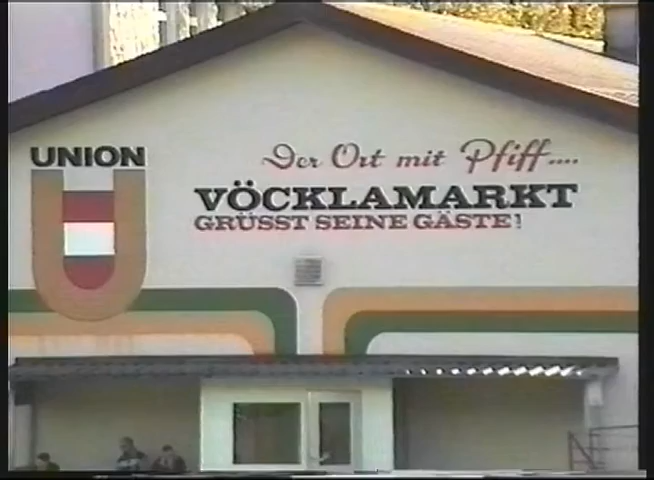 UNION
Der Ort mit Pfiff....
VÖCKLAMARKT
GRÜSST SEINE GÄSTE!